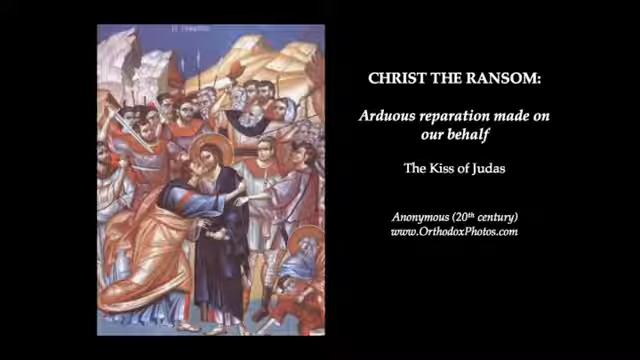 CHRIST THE RANSOM:
Arduous reparation made on
our behalf
The Kiss of Judas
Anonymous (20th century)
www.OrthodoxPhotos.com